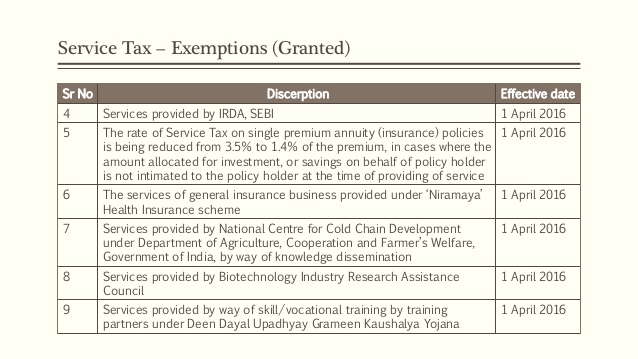 Service Tax – Exemptions (Granted)
Sr No Discerption Effective date
4 Services provided by IRDA, SEBI 1 April 2016
5 The rate of Service Tax on single premium annuity (insurance) policies 1 April 2016
is being reduced from 3.5% to 1.4% of the premium, in cases where the
amount allocated for investment, or savings on behalf of policy holder
is not intimated to the policy holder at the time of providing of service
6 The services of general insurance business provided under ‘Niramaya’ 1 April 2016
Health Insurance scheme
7 Services provided by National Centre for Cold Chain Development 1 April 2016
under Department of Agriculture, Cooperation and Farmer’s Welfare,
Government of India, by way of knowledge dissemination
8 Services provided by Biotechnology Industry Research Assistance 1 April 2016
Council
9 Services provided by way of skill/vocational training by training 1 April 2016
partners under Deen Dayal Upadhyay Grameen Kaushalya Yojana